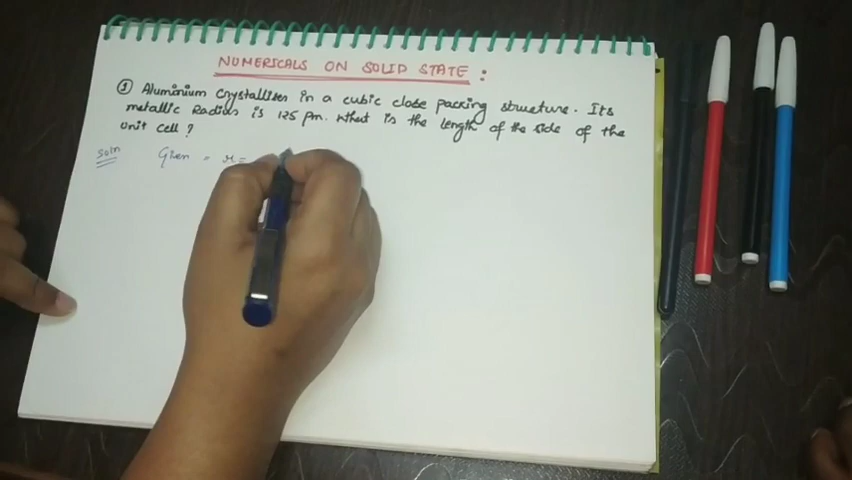 NUMERICALS ON SOLID STATE :
① Aluminium Crystallises in a cubic close packing structure. Its
metallic Radius is 125 pm. What is the length of the side of the
unit cell ?
Soln Given = r =